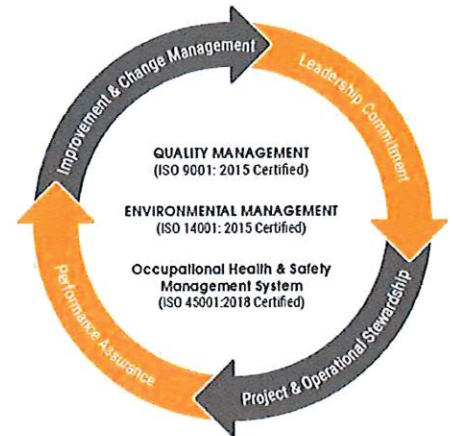 Improvement & Change Management
Leadership Commitment
QUALITY MANAGEMENT
(ISO 9001: 2015 Certified)
ENVIRONMENTAL MANAGEMENT
(ISO 14001: 2015 Certified)
Occupational Health & Safety
Management System
(ISO 45001:2018 Certified)
Performance Assurance
Project & Operational Stewardship